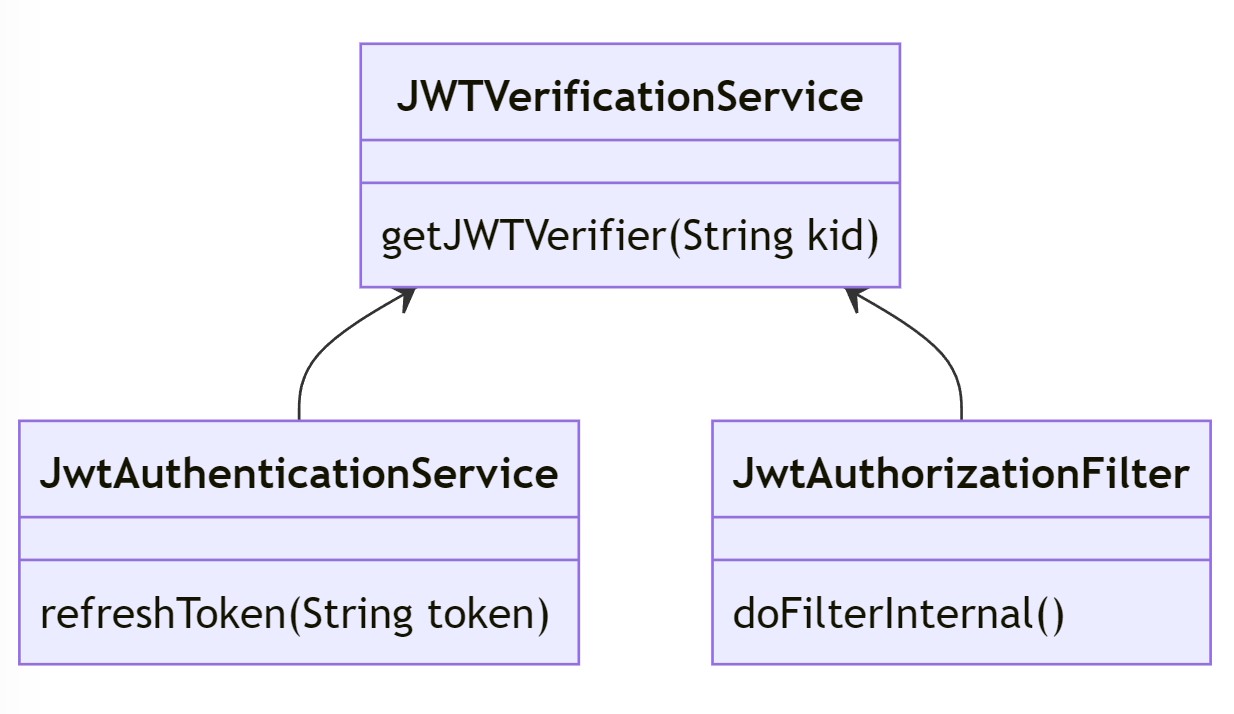 JWTVerificationService
getJWTVerifier(String kid)
JwtAuthenticationService
refreshToken(String token)
JwtAuthorizationFilter
doFilterInternal()